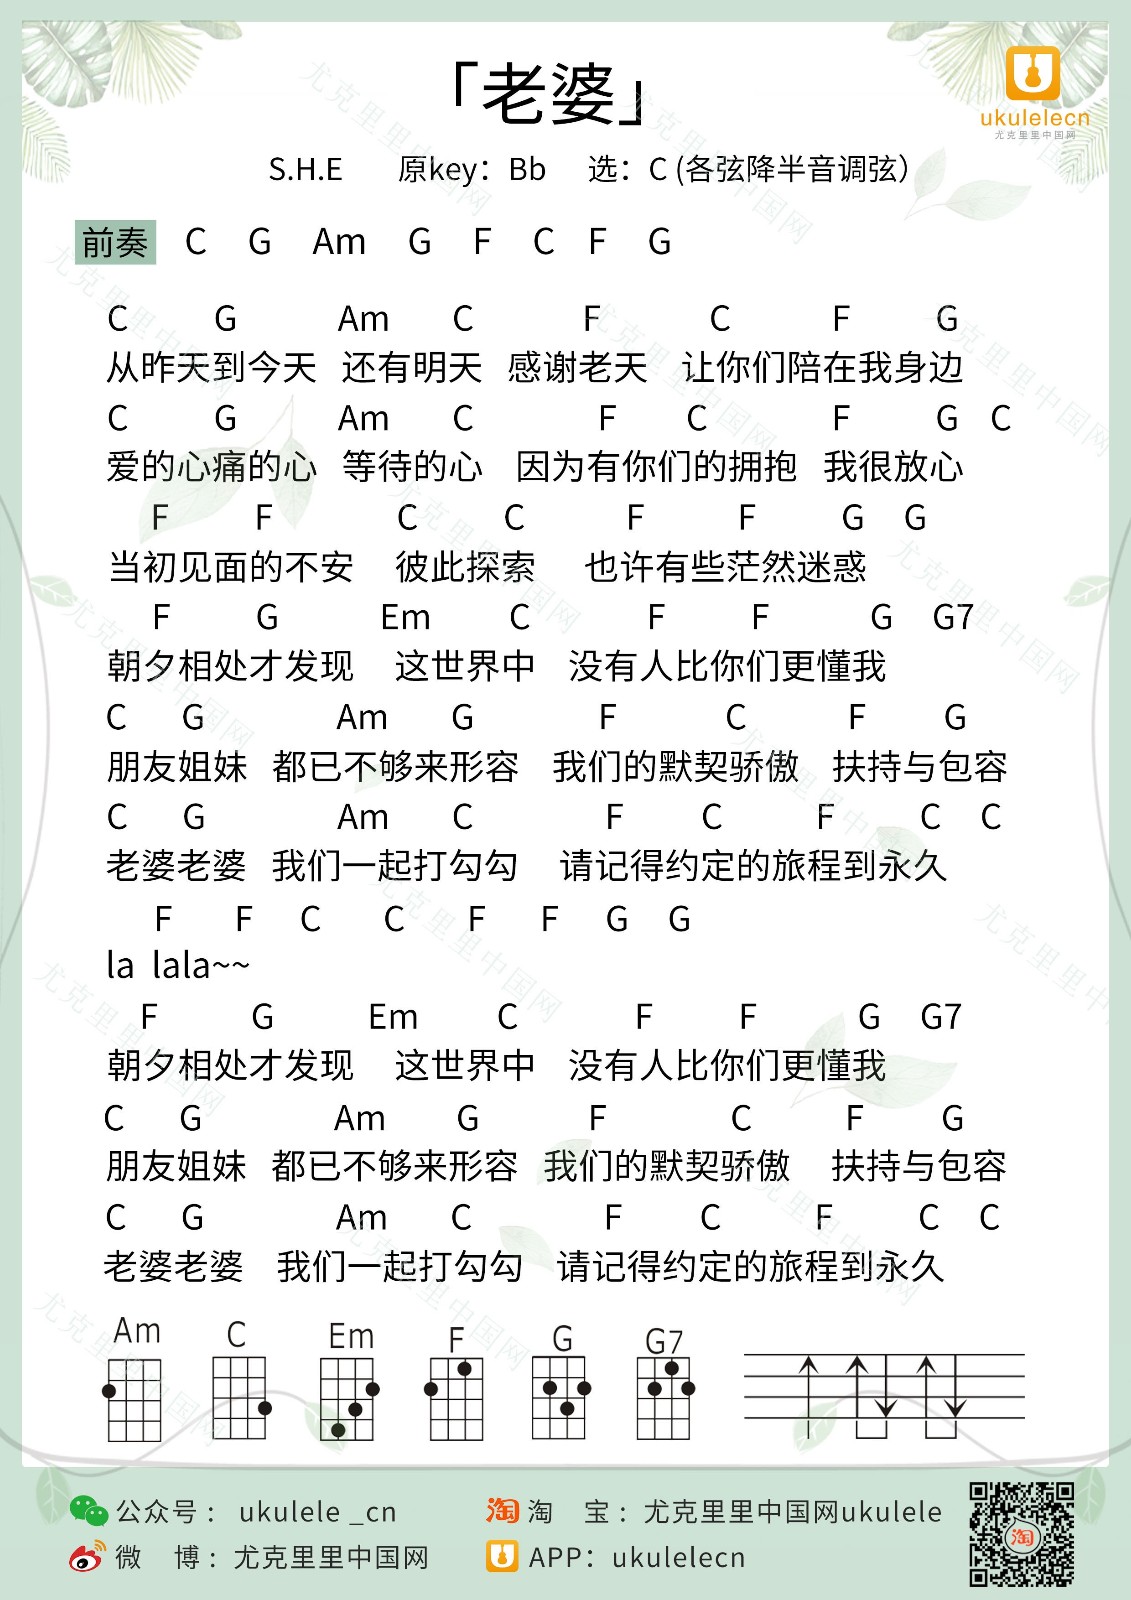 「老婆」
ukulelecn
尤克里里中国网
S.H.E 原key：Bb 选：C (各弦降半音调弦）
前奏 C G Am G F C F G
C G Am C F C F G
从昨天到今天 还有明天 感谢老天 让你们陪在我身边
C G Am C F C F G C
爱的心痛的心 等待的心 因为有你们的拥抱 我很放心
F F C C F F G G
当初见面的不安 彼此探索 也许有些茫然迷惑
F G Em C F F G G7
朝夕相处才发现 这世界中 没有人比你们更懂我
C G Am G F C F G
朋友姐妹 都已不够来形容 我们的默契骄傲 扶持与包容
C G Am C F C F C C
老婆老婆 我们一起打勾勾 请记得约定的旅程到永久
F F C C F F G G
la lala~~
F G Em C F F G G7
朝夕相处才发现 这世界中 没有人比你们更懂我
C G Am G F C F G
朋友姐妹 都已不够来形容 我们的默契骄傲 扶持与包容
C G Am C F C F C C
老婆老婆 我们一起打勾勾 请记得约定的旅程到永久
Am C Em F G G7
公众号： ukulele _cn
淘 宝：尤克里里中国网ukulele
微 博：尤克里里中国网
APP：ukulelecn